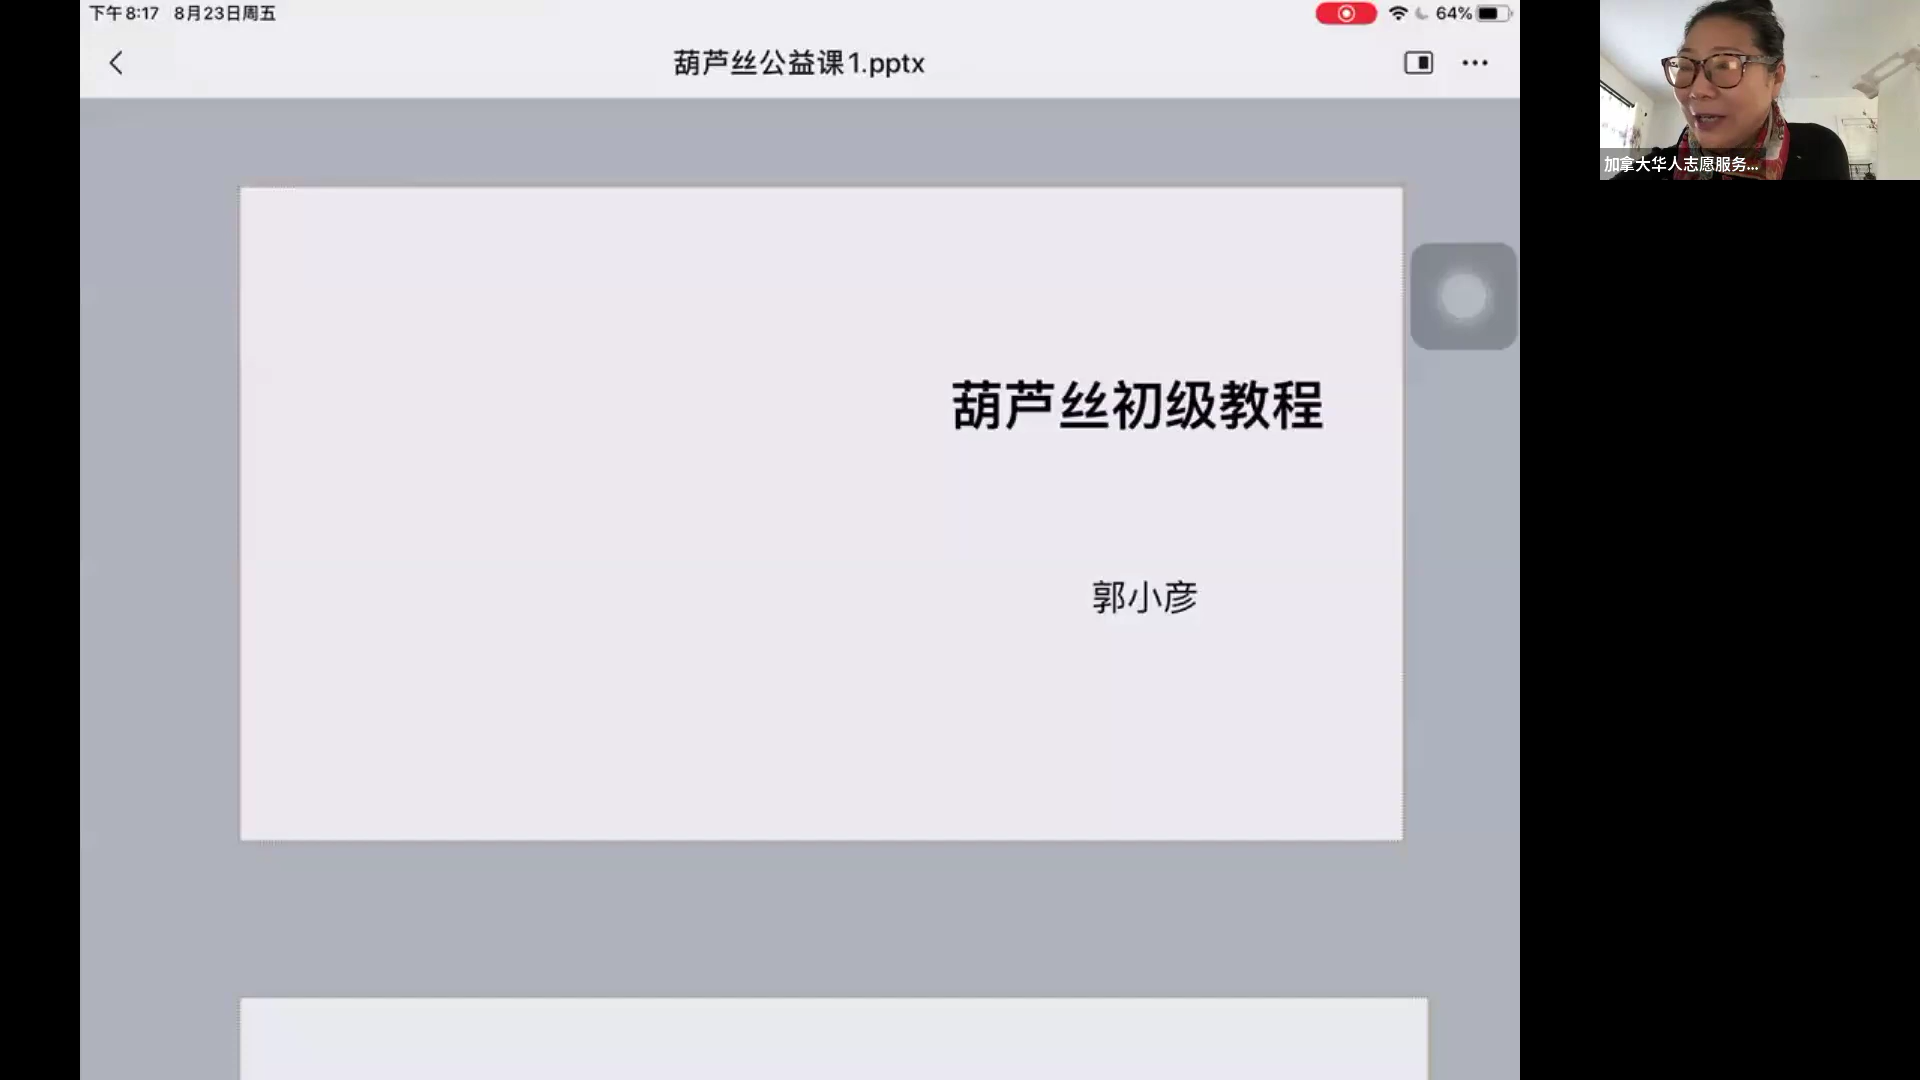 下午8:17 8月23日周五
64%
葫芦丝公益课1.pptx
葫芦丝初级教程
郭小彦
加拿大华人志愿服务...